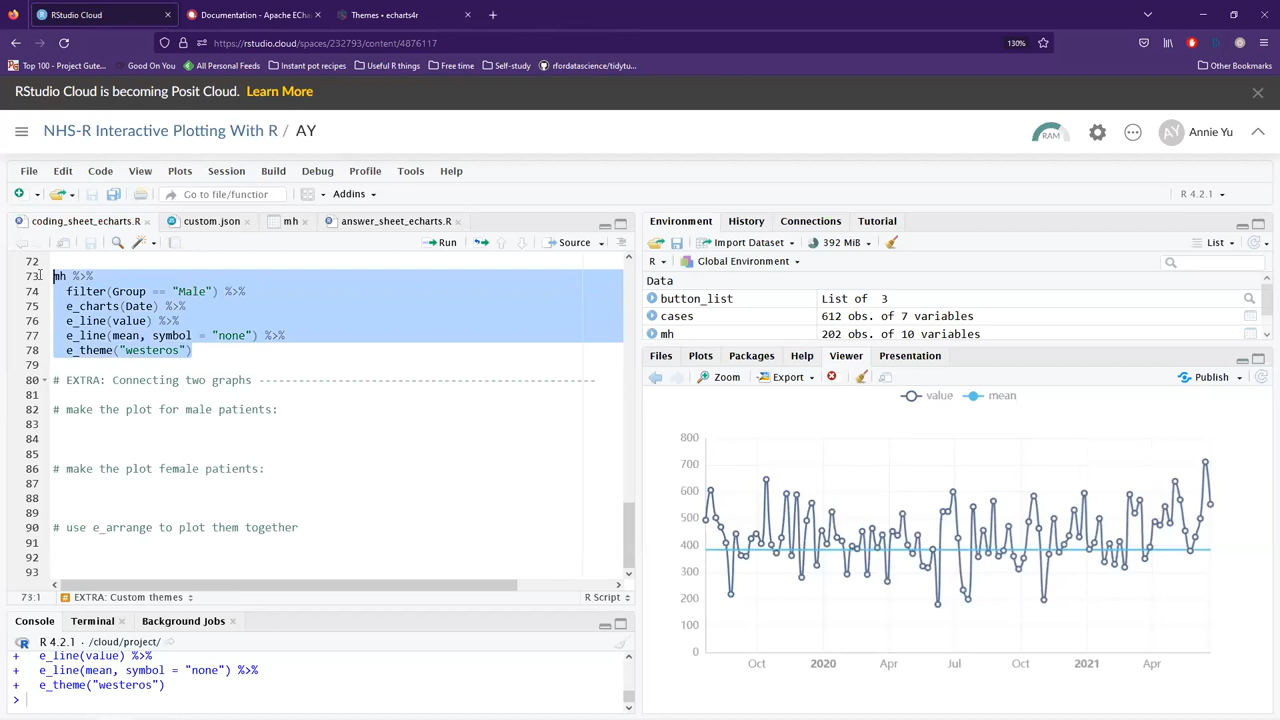 RStudio Cloud
Documentation - Apache ECha
Themes • echarts4r
https://rstudio.cloud/spaces/232793/content/4876117
130%
Top 100 - Project Gute...
Good On You
All Personal Feeds
Instant pot recipes
Useful R things
Free time
Self-study
rfordatascience/tidytu...
Other Bookmarks
RStudio Cloud is becoming Posit Cloud. Learn More
NHS-R Interactive Plotting With R / AY
RAM
AY
Annie Yu
File Edit Code View Plots Session Build Debug Profile Tools Help
Go to file/function
Addins
R 4.2.1
coding_sheet_echarts.R
custom.json
mh
answer_sheet_echarts.R
Run
Source
72
73 mh %>%
74 filter(Group == "Male") %>%
75 e_charts(Date) %>%
76 e_line(value) %>%
77 e_line(mean, symbol = "none") %>%
78 e_theme("westeros")
79
80 # EXTRA: Connecting two graphs ----------------------------------------------
81
82 # make the plot for male patients:
83
84
85
86 # make the plot female patients:
87
88
89
90 # use e_arrange to plot them together
91
92
93
73:1
# EXTRA: Custom themes
R Script
Console Terminal Background Jobs
R 4.2.1 · /cloud/project/
+ e_line(value) %>%
+ e_line(mean, symbol = "none") %>%
+ e_theme("westeros")
>
Environment History Connections Tutorial
Import Dataset
392 MiB
List
R
Global Environment
Data
button_list List of 3
cases 612 obs. of 7 variables
mh 202 obs. of 10 variables
Files Plots Packages Help Viewer Presentation
Zoom
Export
Publish
value
mean
800
700
600
500
400
300
200
100
0
Oct 2020 Apr Jul Oct 2021 Apr